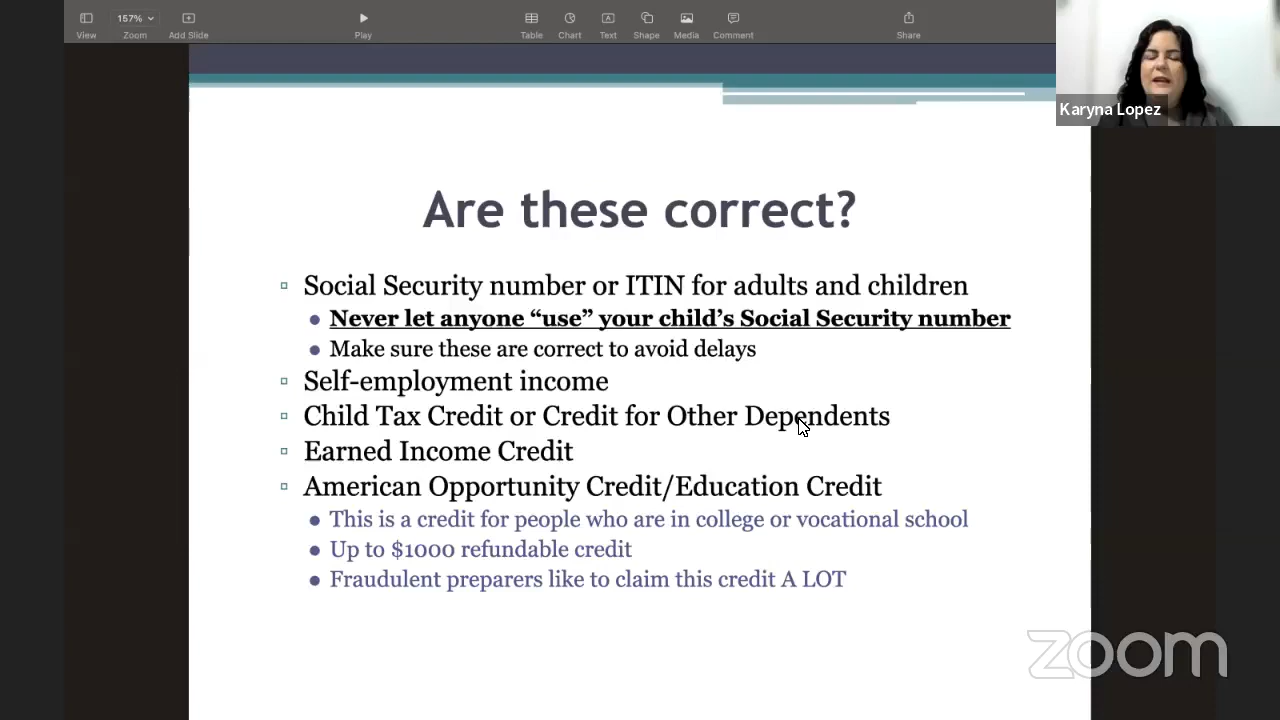 157%
View
Zoom
Add Slide
Play
Table
Chart
Text
Shape
Media
Comment
Share
Karyna Lopez
Are these correct?
Social Security number or ITIN for adults and children
Never let anyone “use” your child’s Social Security number
Make sure these are correct to avoid delays
Self-employment income
Child Tax Credit or Credit for Other Dependents
Earned Income Credit
American Opportunity Credit/Education Credit
This is a credit for people who are in college or vocational school
Up to $1000 refundable credit
Fraudulent preparers like to claim this credit A LOT
zoom